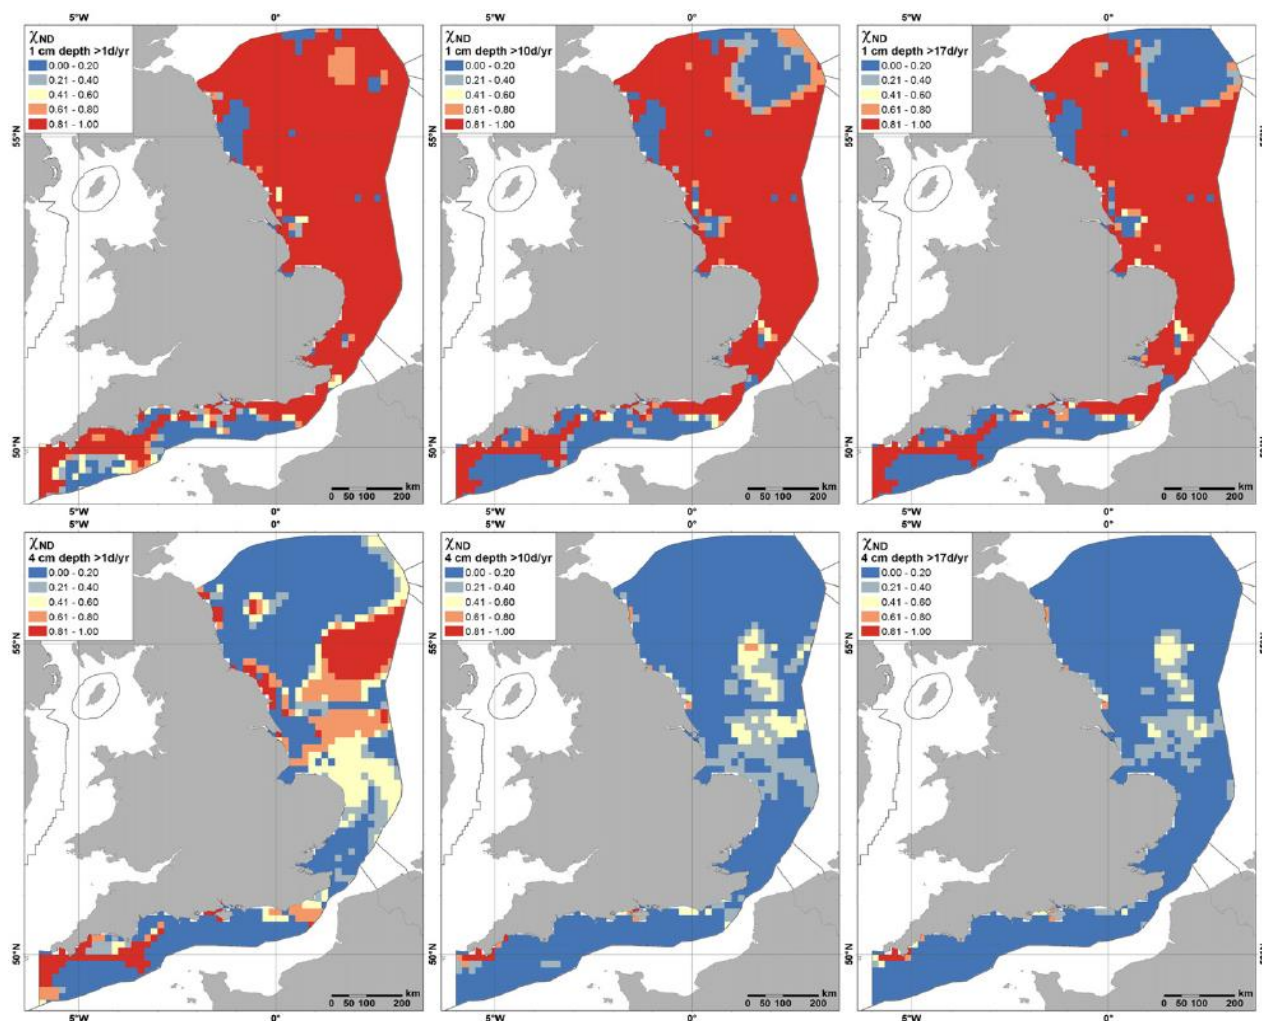 5°W 0° 5°W 0° 5°W 0°
χND
1 cm depth >1d/yr
0.00 - 0.20
0.21 - 0.40
0.41 - 0.60
0.61 - 0.80
0.81 - 1.00
55°N
50°N
km
0 50 100 200
χND
1 cm depth >10d/yr
0.00 - 0.20
0.21 - 0.40
0.41 - 0.60
0.61 - 0.80
0.81 - 1.00
55°N
50°N
km
0 50 100 200
χND
1 cm depth >17d/yr
0.00 - 0.20
0.21 - 0.40
0.41 - 0.60
0.61 - 0.80
0.81 - 1.00
55°N
50°N
km
0 50 100 200
5°W 0° 5°W 0° 5°W 0°
χND
4 cm depth >1d/yr
0.00 - 0.20
0.21 - 0.40
0.41 - 0.60
0.61 - 0.80
0.81 - 1.00
55°N
50°N
km
0 50 100 200
χND
4 cm depth >10d/yr
0.00 - 0.20
0.21 - 0.40
0.41 - 0.60
0.61 - 0.80
0.81 - 1.00
55°N
50°N
km
0 50 100 200
χND
4 cm depth >17d/yr
0.00 - 0.20
0.21 - 0.40
0.41 - 0.60
0.61 - 0.80
0.81 - 1.00
55°N
50°N
km
0 50 100 200
5°W 0° 5°W 0° 5°W 0°